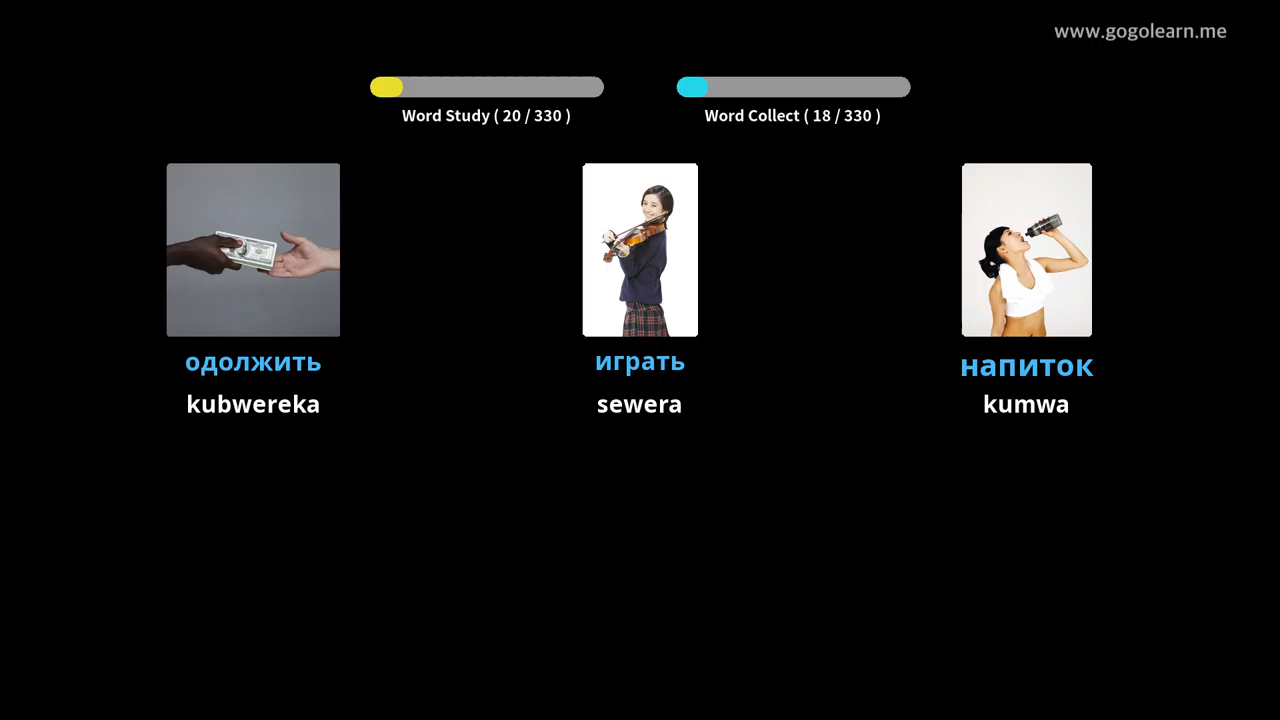 www.gogolearn.me
Word Study ( 20 / 330 )
Word Collect ( 18 / 330 )
одолжить
играть
напиток
kubwereka
sewera
kumwa